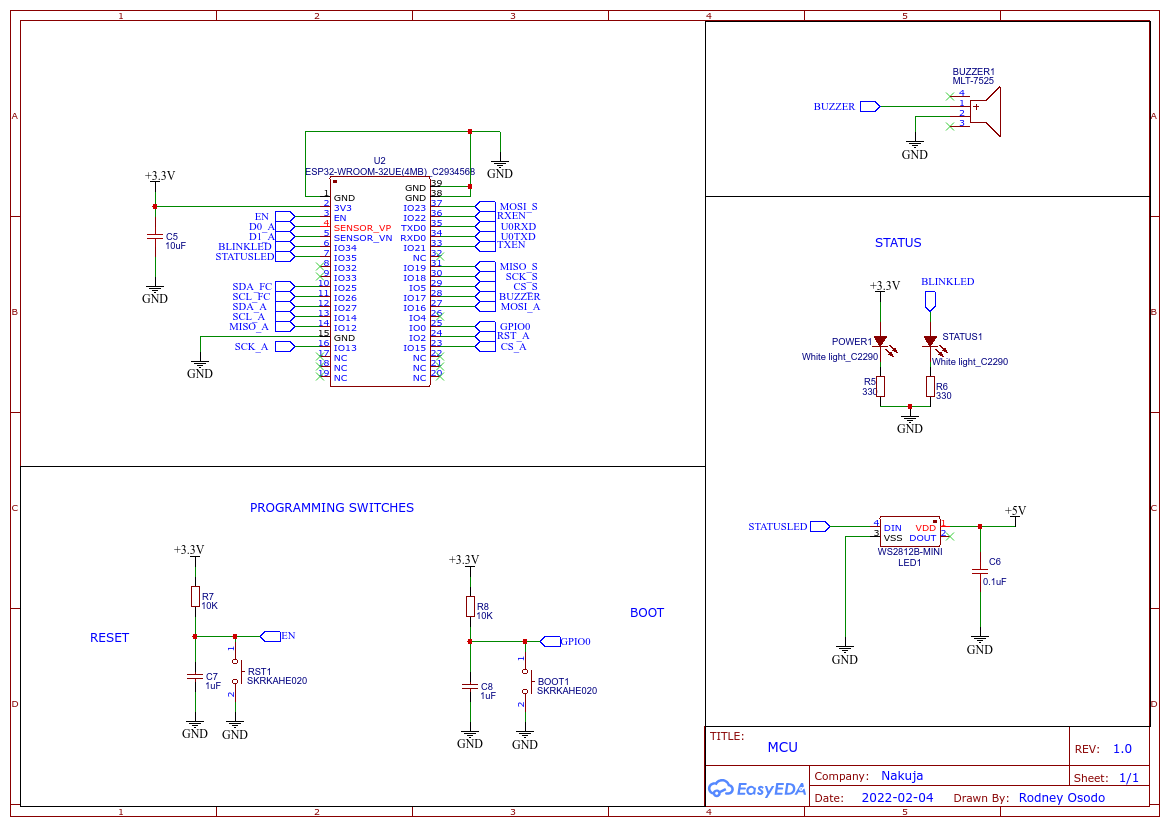 1 2 3 4 5
A
B
C
D
A
B
C
D
1 2 3 4 5
U2
ESP32-WROOM-32UE(4MB)_C2934568
GND
+3.3V
C5
10uF
GND
EN
D0_A
D1_A
BLINKLED
STATUSLED
SDA_FC
SCL_FC
SDA_A
SCL_A
MISO_A
SCK_A
GND
1 GND
2 3V3
3 EN
4 SENSOR_VP
5 SENSOR_VN
6 IO34
7 IO35
8 IO32
9 IO33
10 IO25
11 IO26
12 IO27
13 IO14
14 IO12
15 GND
16 IO13
17 NC
18 NC
19 NC
GND 39
GND 38
IO23 37
IO22 36
TXD0 35
RXD0 34
IO21 33
NC 32
IO19 31
IO18 30
IO5 29
IO17 28
IO16 27
IO4 26
IO0 25
IO2 24
IO15 23
NC 22
NC 21
NC 20
MOSI_S
RXEN
U0RXD
U0TXD
TXEN
MISO_S
SCK_S
CS_S
BUZZER
MOSI_A
GPIO0
RST_A
CS_A
BUZZER1
MLT-7525
BUZZER
4
1
2
3
+
GND
STATUS
+3.3V
BLINKLED
POWER1
White light_C2290
STATUS1
White light_C2290
R5
330
R6
330
GND
STATUSLED
4 DIN VDD 1
3 VSS DOUT 2
WS2812B-MINI
LED1
+5V
C6
0.1uF
GND
GND
PROGRAMMING SWITCHES
RESET
+3.3V
R7
10K
EN
C7
1uF
1
2
RST1
SKRKAHE020
GND
GND
+3.3V
R8
10K
GPIO0
C8
1uF
1
2
BOOT1
SKRKAHE020
GND
GND
BOOT
TITLE:
MCU
REV: 1.0
EasyEDA
Company: Nakuja
Sheet: 1/1
Date: 2022-02-04 Drawn By: Rodney Osodo